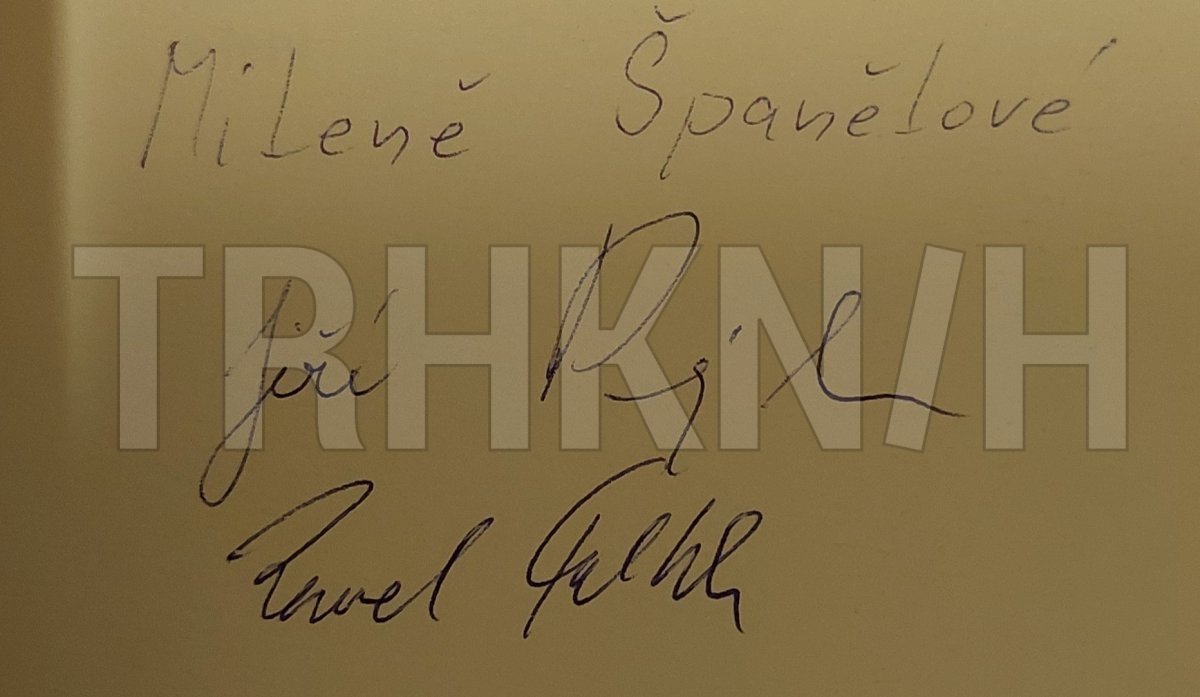 Mileně Španělové
TRHKNIH
Jiří
Pavel